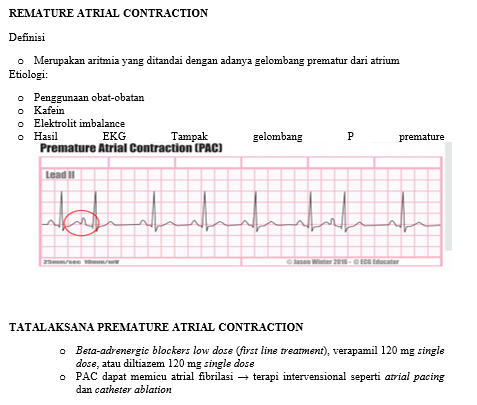 REMATURE ATRIAL CONTRACTION
Definisi
o Merupakan aritmia yang ditandai dengan adanya gelombang prematur dari atrium
Etiologi:
o Penggunaan obat-obatan
o Kafein
o Elektrolit imbalance
o Hasil EKG Tampak gelombang P premature
Premature Atrial Contraction (PAC)
Lead II
25mm/sec 10mm/mV
© Jason Winter 2016 - © ECG Educator
TATALAKSANA PREMATURE ATRIAL CONTRACTION
o Beta-adrenergic blockers low dose (first line treatment), verapamil 120 mg single
dose, atau diltiazem 120 mg single dose
o PAC dapat memicu atrial fibrilasi → terapi intervensional seperti atrial pacing
dan catheter ablation